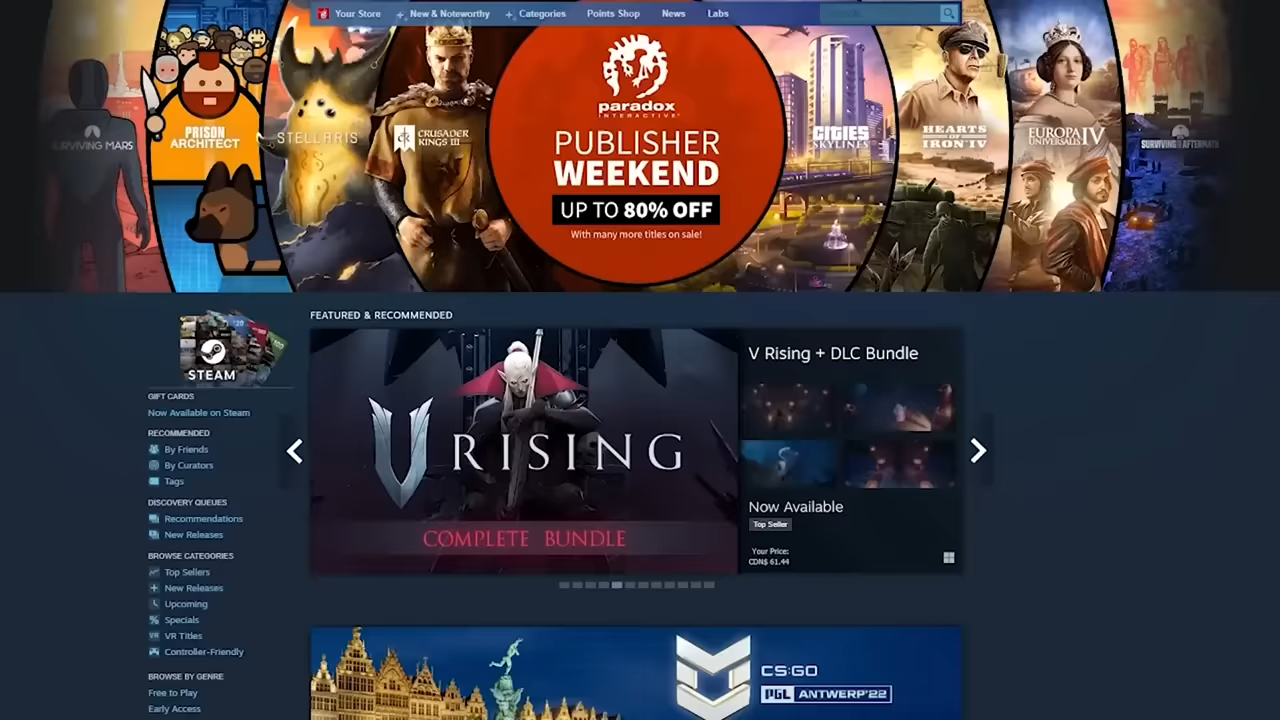 Your Store
New & Noteworthy
Categories
Points Shop
News
Labs
SURVIVING MARS
PRISON
ARCHITECT
STELLARIS
CRUSADER
KINGS III
paradox
INTERACTIVE
PUBLISHER
WEEKEND
UP TO 80% OFF
With many more titles on sale!
CITIES
SKYLINES
HEARTS
OF
IRON IV
EUROPA
UNIVERSALIS IV
SURVIVING THE AFTERMATH
STEAM
GIFT CARDS
Now Available on Steam
RECOMMENDED
By Friends
By Curators
Tags
DISCOVERY QUEUES
Recommendations
New Releases
BROWSE CATEGORIES
Top Sellers
New Releases
Upcoming
Specials
VR Titles
Controller-Friendly
BROWSE BY GENRE
Free to Play
Early Access
FEATURED & RECOMMENDED
V RISING
COMPLETE BUNDLE
V Rising + DLC Bundle
Now Available
Top Seller
Your Price:
CDN$ 61.44
CS:GO
PGL ANTWERP'22